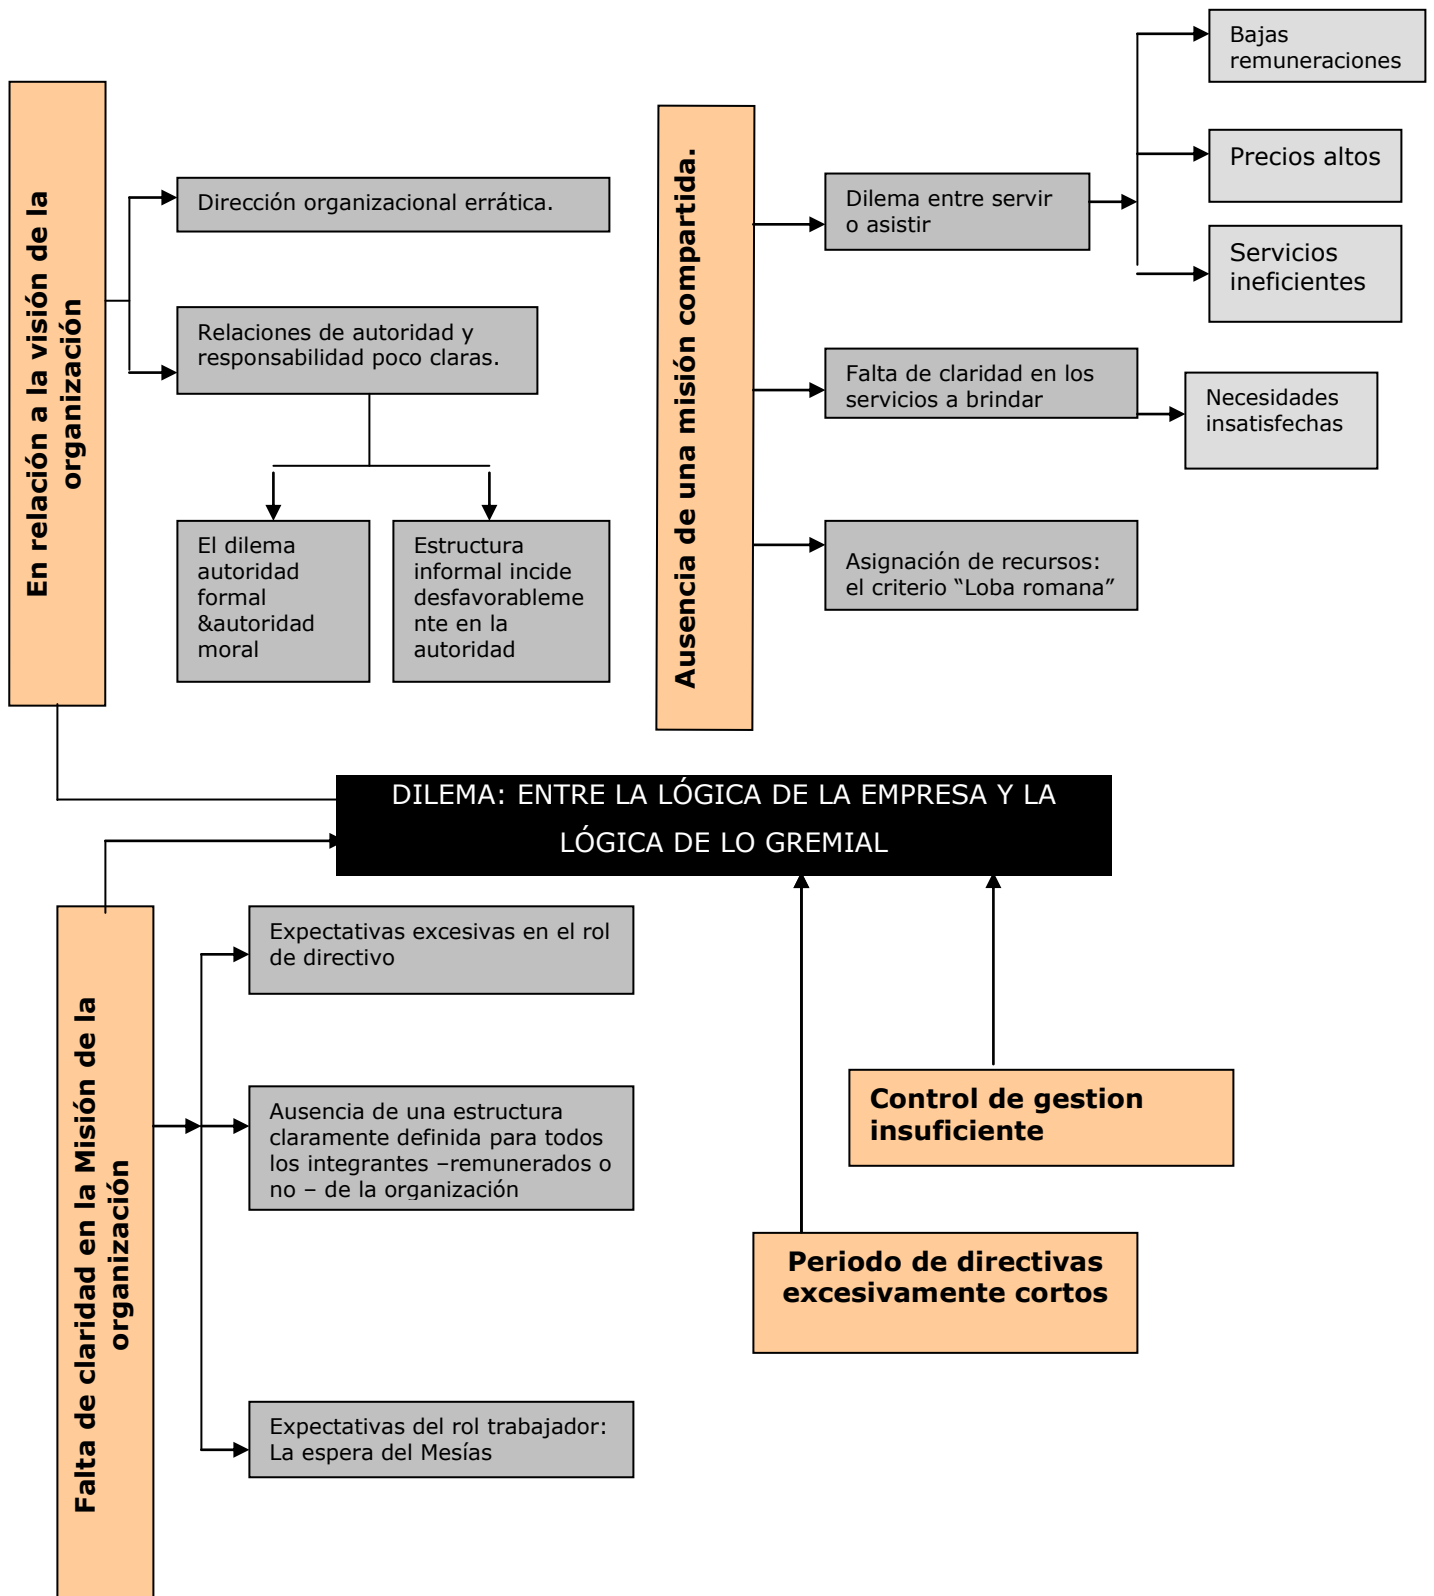 En relación a la visión de la
organización
Dirección organizacional errática.
Relaciones de autoridad y
responsabilidad poco claras.
El dilema
autoridad
formal
&autoridad
moral
Estructura
informal incide
desfavorableme
nte en la
autoridad
Ausencia de una misión compartida.
Dilema entre servir
o asistir
Bajas
remuneraciones
Precios altos
Servicios
ineficientes
Falta de claridad en los
servicios a brindar
Necesidades
insatisfechas
Asignación de recursos:
el criterio “Loba romana”
DILEMA: ENTRE LA LÓGICA DE LA EMPRESA Y LA
LÓGICA DE LO GREMIAL
Falta de claridad en la Misión de la
organización
Expectativas excesivas en el rol
de directivo
Ausencia de una estructura
claramente definida para todos
los integrantes –remunerados o
no – de la organización
Expectativas del rol trabajador:
La espera del Mesías
Control de gestion
insuficiente
Periodo de directivas
excesivamente cortos